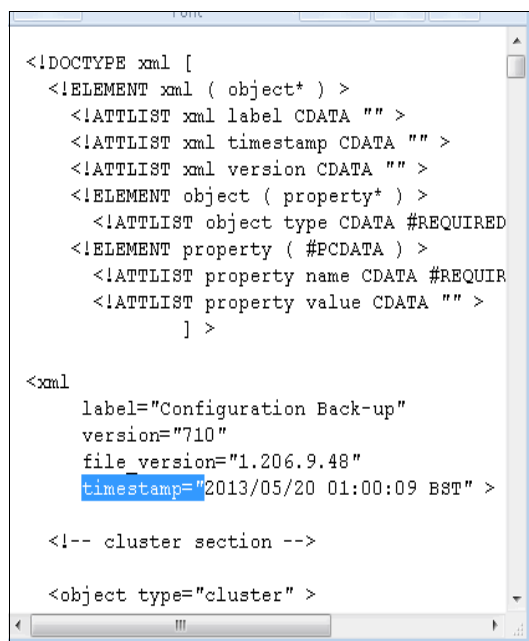 Font
<!DOCTYPE xml [
<!ELEMENT xml ( object* ) >
<!ATTLIST xml label CDATA "" >
<!ATTLIST xml timestamp CDATA "" >
<!ATTLIST xml version CDATA "" >
<!ELEMENT object ( property* ) >
<!ATTLIST object type CDATA #REQUIRED
<!ELEMENT property ( #PCDATA ) >
<!ATTLIST property name CDATA #REQUIR
<!ATTLIST property value CDATA "" >
] >
<xml
label="Configuration Back-up"
version="710"
file_version="1.206.9.48"
timestamp="2013/05/20 01:00:09 BST" >
<!-- cluster section -->
<object type="cluster" >